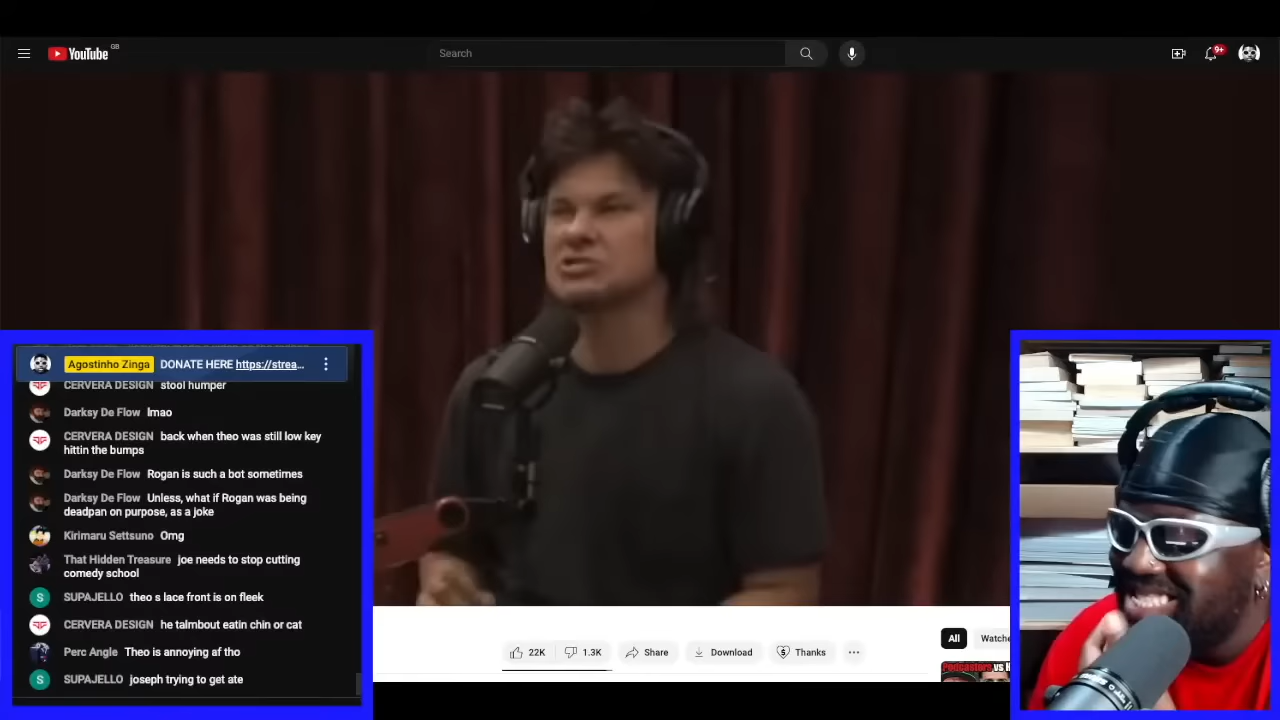 YouTube GB
Search
9+
Agostinho Zinga DONATE HERE https://strea...
CERVERA DESIGN stool humper
Darksy De Flow lmao
CERVERA DESIGN back when theo was still low key
hittin the bumps
Darksy De Flow Rogan is such a bot sometimes
Darksy De Flow Unless, what if Rogan was being
deadpan on purpose, as a joke
Kirimaru Settsuno Omg
That Hidden Treasure joe needs to stop cutting
comedy school
S SUPAJELLO theo s lace front is on fleek
CERVERA DESIGN he talmbout eatin chin or cat
Perc Angle Theo is annoying af tho
S SUPAJELLO joseph trying to get ate
22K 1.3K Share Download Thanks
All Watche
Podcasters vs H